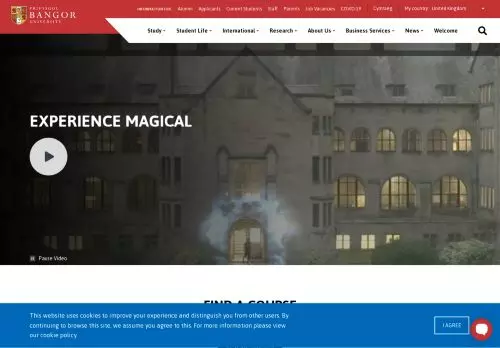 PRIFYSGOL
BANGOR
UNIVERSITY
INFORMATION FOR: Alumni Applicants Current Students Staff Parents Job Vacancies COVID-19 Cymraeg My country: United Kingdom
Study Student Life International Research About Us Business Services News Welcome
EXPERIENCE MAGICAL
Pause Video
FIND A COURSE
This website uses cookies to improve your experience and distinguish you from other users. By
continuing to browse this site, we assume you agree to this. For more information please view
our cookie policy
I AGREE